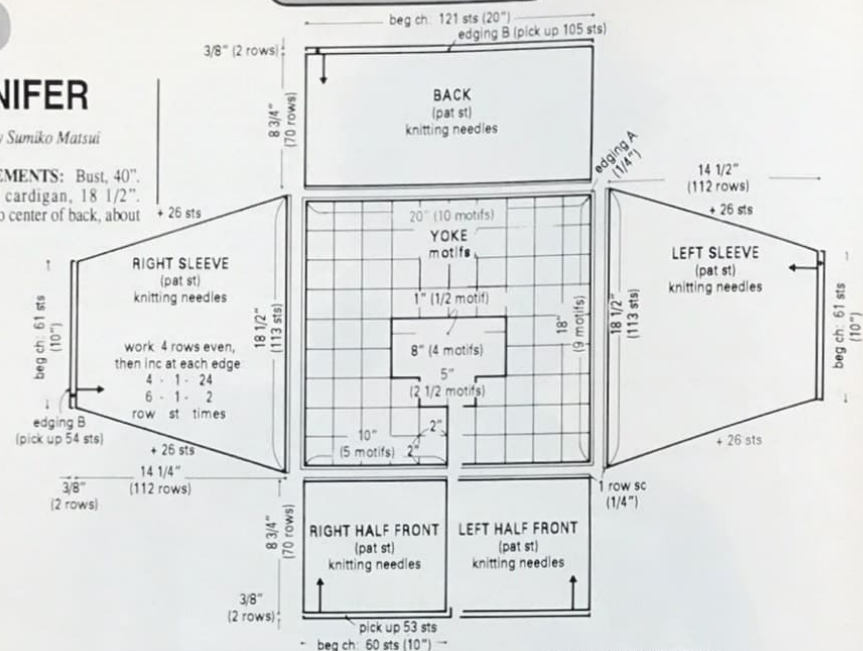 beg ch: 121 sts (20")
edging B (pick up 105 sts)
3/8" (2 rows)
8 3/4"
(70 rows)
BACK
(pat st)
knitting needles
NIFER
Sumiko Matsui
EMENTS: Bust, 40".
cardigan, 18 1/2".
center of back, about
edging A
(1/4")
+ 26 sts
RIGHT SLEEVE
(pat st)
knitting needles
work 4 rows even,
then inc at each edge
4 - 1 - 24
6 - 1 - 2
row st times
beg ch: 61 sts
(10")
edging B
(pick up 54 sts)
+ 26 sts
14 1/4"
(112 rows)
3/8"
(2 rows)
18 1/2"
(113 sts)
20" (10 motifs)
YOKE
motifs
1" (1/2 motif)
8" (4 motifs)
5"
(2 1/2 motifs)
18"
(9 motifs)
10"
(5 motifs)
2"
2"
14 1/2"
(112 rows)
+ 26 sts
LEFT SLEEVE
(pat st)
knitting needles
18 1/2"
(113 sts)
beg ch: 61 sts
(10")
+ 26 sts
1 row sc
(1/4")
8 3/4"
(70 rows)
RIGHT HALF FRONT
(pat st)
knitting needles
LEFT HALF FRONT
(pat st)
knitting needles
3/8"
(2 rows)
pick up 53 sts
beg ch: 60 sts (10")